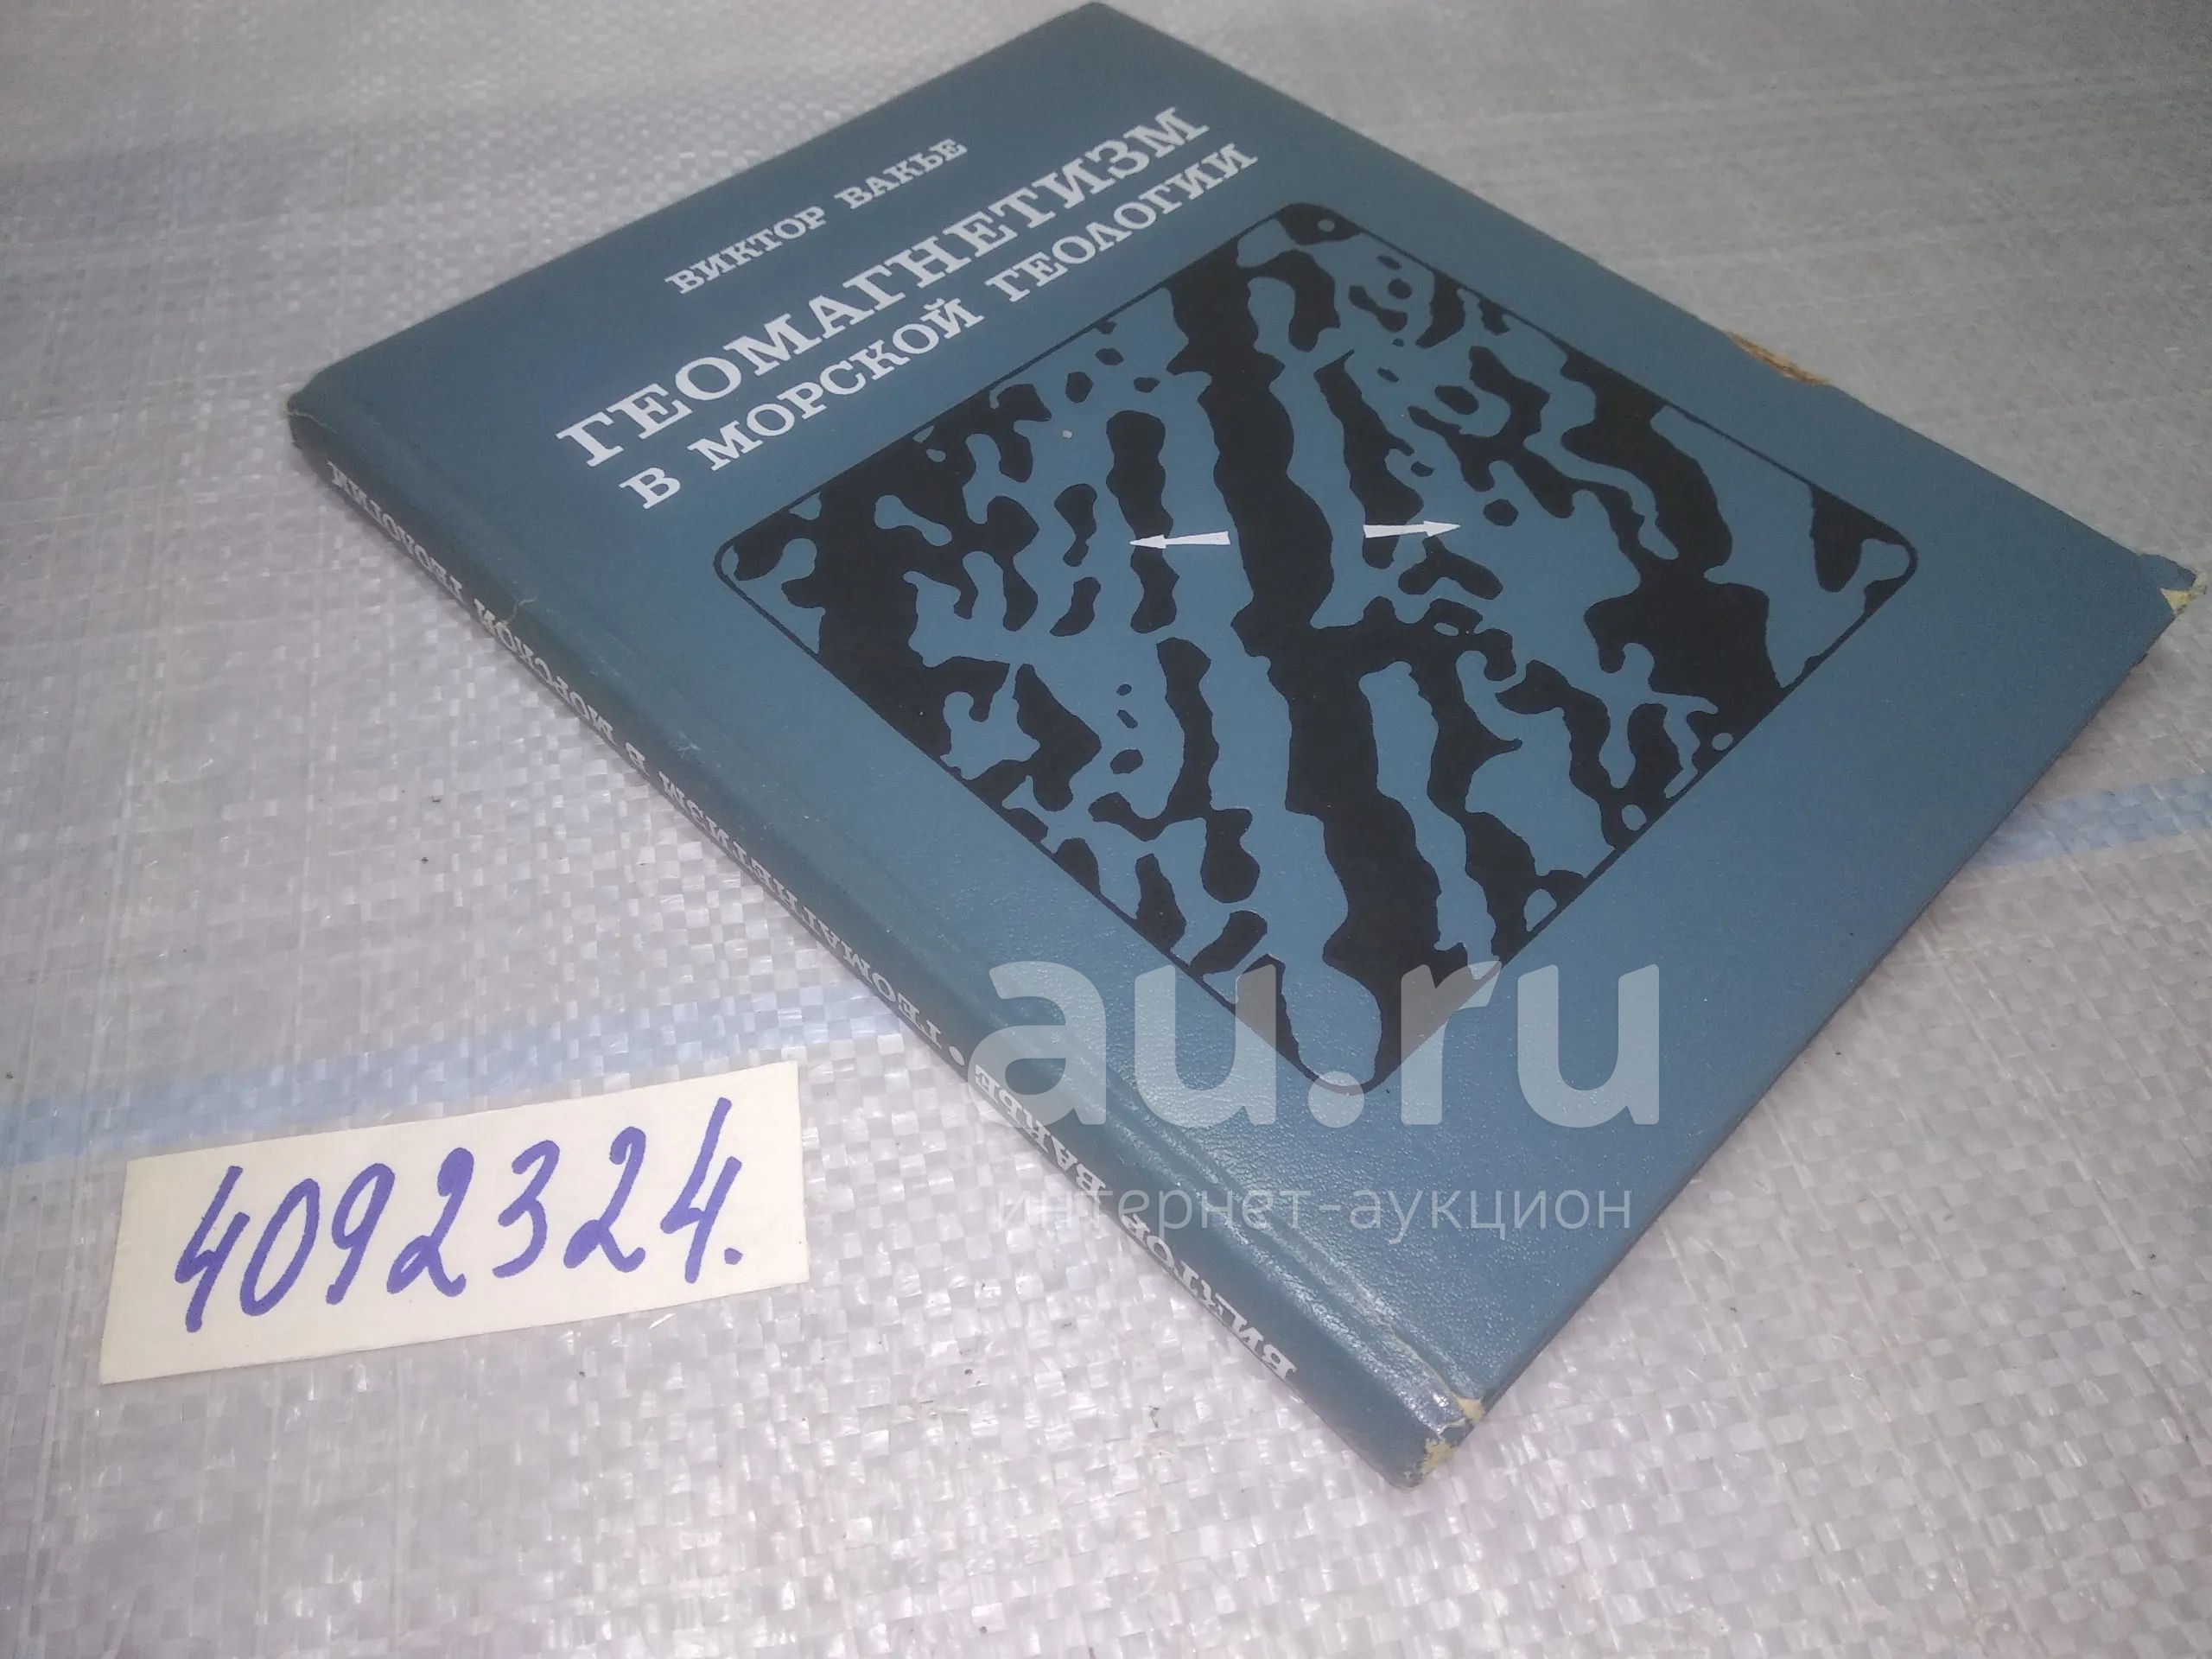 ВИКТОР ВАКЬЕ
ГЕОМАГНЕТИЗМ
В МОРСКОЙ ГЕОЛОГИИ
ВИКТОР ВАКЬЕ • ГЕОМАГНЕТИЗМ В МОРСКОЙ ГЕОЛОГИИ
4092324.
au.ru
интернет-аукцион